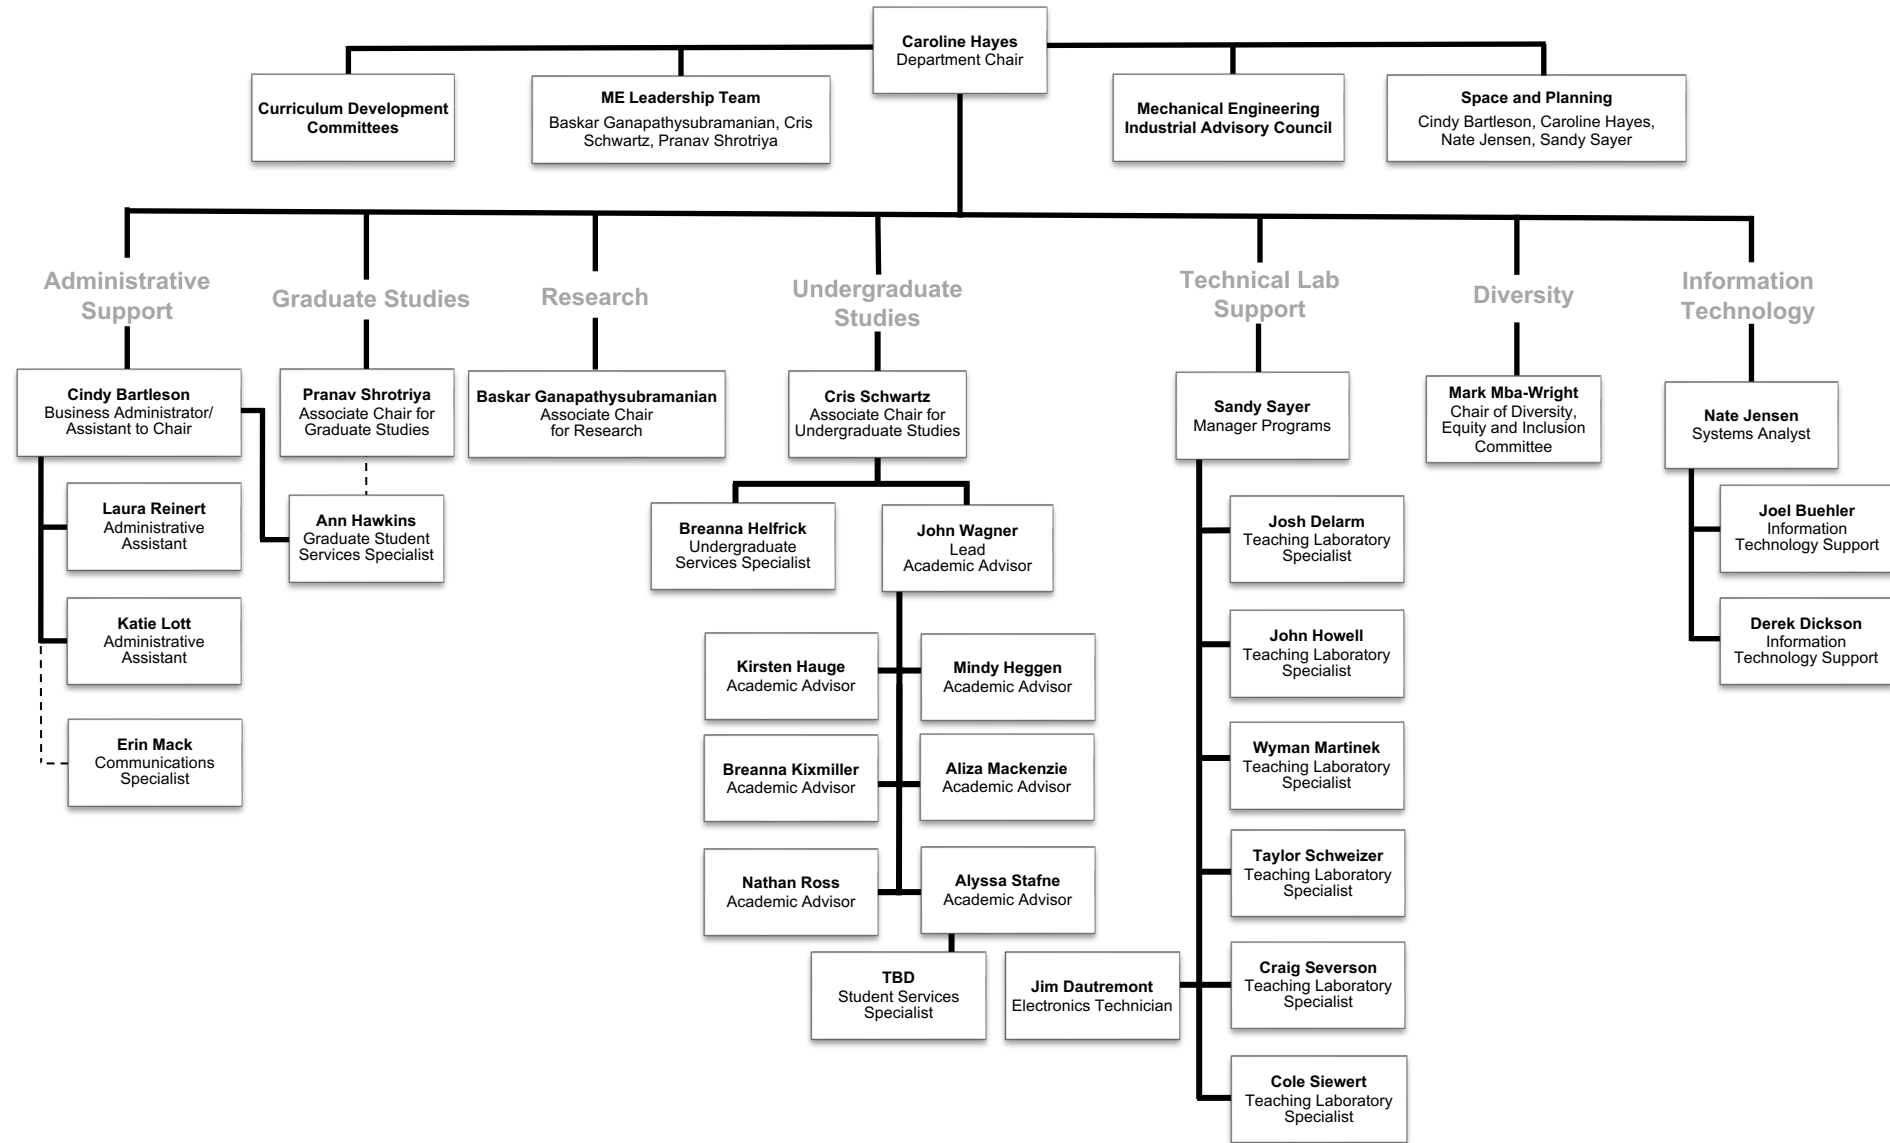 Caroline Hayes
Department Chair
Curriculum Development
Committees
ME Leadership Team
Baskar Ganapathysubramanian, Cris
Schwartz, Pranav Shrotriya
Mechanical Engineering
Industrial Advisory Council
Space and Planning
Cindy Bartleson, Caroline Hayes,
Nate Jensen, Sandy Sayer
Administrative
Support
Graduate Studies
Research
Undergraduate
Studies
Technical Lab
Support
Diversity
Information
Technology
Cindy Bartleson
Business Administrator/
Assistant to Chair
Pranav Shrotriya
Associate Chair for
Graduate Studies
Baskar Ganapathysubramanian
Associate Chair
for Research
Cris Schwartz
Associate Chair for
Undergraduate Studies
Sandy Sayer
Manager Programs
Mark Mba-Wright
Chair of Diversity,
Equity and Inclusion
Committee
Nate Jensen
Systems Analyst
Laura Reinert
Administrative
Assistant
Ann Hawkins
Graduate Student
Services Specialist
Katie Lott
Administrative
Assistant
Erin Mack
Communications
Specialist
Breanna Helfrick
Undergraduate
Services Specialist
John Wagner
Lead
Academic Advisor
Kirsten Hauge
Academic Advisor
Mindy Heggen
Academic Advisor
Breanna Kixmiller
Academic Advisor
Aliza Mackenzie
Academic Advisor
Nathan Ross
Academic Advisor
Alyssa Stafne
Academic Advisor
TBD
Student Services
Specialist
Jim Dautremont
Electronics Technician
Josh Delarm
Teaching Laboratory
Specialist
John Howell
Teaching Laboratory
Specialist
Wyman Martinek
Teaching Laboratory
Specialist
Taylor Schweizer
Teaching Laboratory
Specialist
Craig Severson
Teaching Laboratory
Specialist
Cole Siewert
Teaching Laboratory
Specialist
Joel Buehler
Information
Technology Support
Derek Dickson
Information
Technology Support